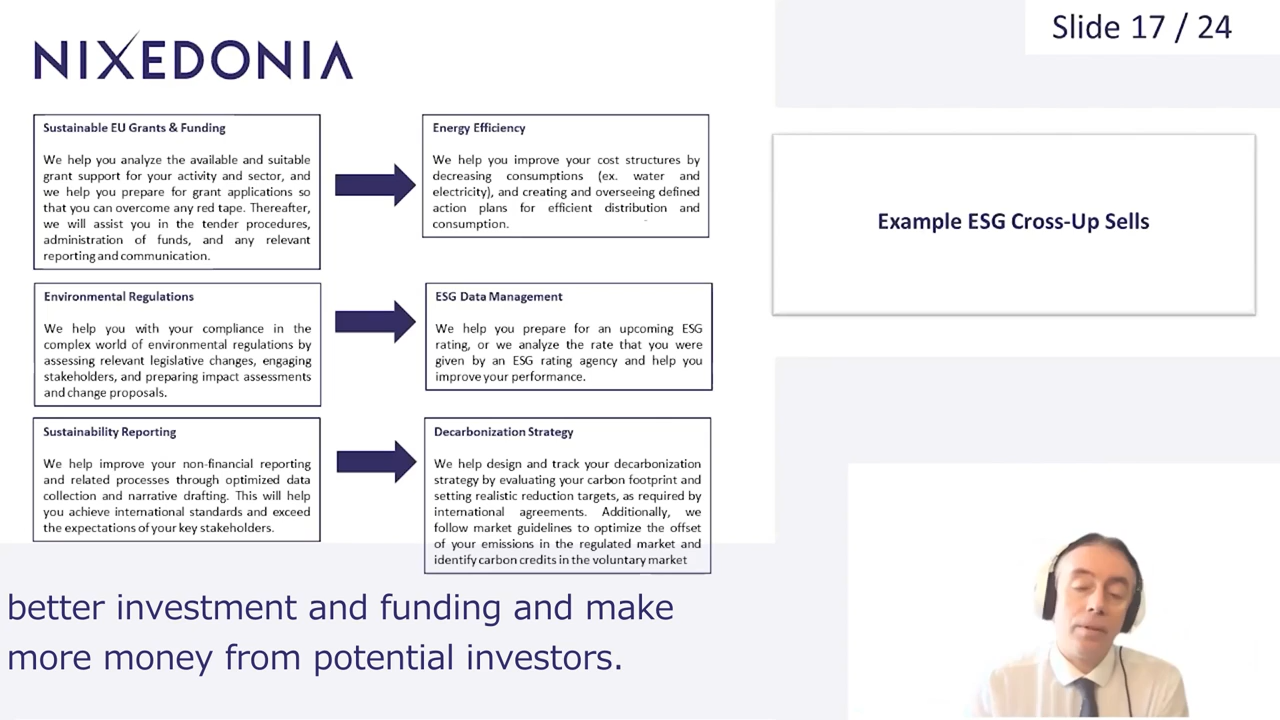 NIXEDONIA
Slide 17 / 24
Sustainable EU Grants & Funding
We help you analyze the available and suitable
grant support for your activity and sector, and
we help you prepare for grant applications so
that you can overcome any red tape. Thereafter,
we will assist you in the tender procedures,
administration of funds, and any relevant
reporting and communication.
Energy Efficiency
We help you improve your cost structures by
decreasing consumptions (ex. water and
electricity), and creating and overseeing defined
action plans for efficient distribution and
consumption.
Example ESG Cross-Up Sells
Environmental Regulations
We help you with your compliance in the
complex world of environmental regulations by
assessing relevant legislative changes, engaging
stakeholders, and preparing impact assessments
and change proposals.
ESG Data Management
We help you prepare for an upcoming ESG
rating, or we analyze the rate that you were
given by an ESG rating agency and help you
improve your performance.
Sustainability Reporting
We help improve your non-financial reporting
and related processes through optimized data
collection and narrative drafting. This will help
you achieve international standards and exceed
the expectations of your key stakeholders.
Decarbonization Strategy
We help design and track your decarbonization
strategy by evaluating your carbon footprint and
setting realistic reduction targets, as required by
international agreements. Additionally, we
follow market guidelines to optimize the offset
of your emissions in the regulated market and
identify carbon credits in the voluntary market
better investment and funding and make
more money from potential investors.